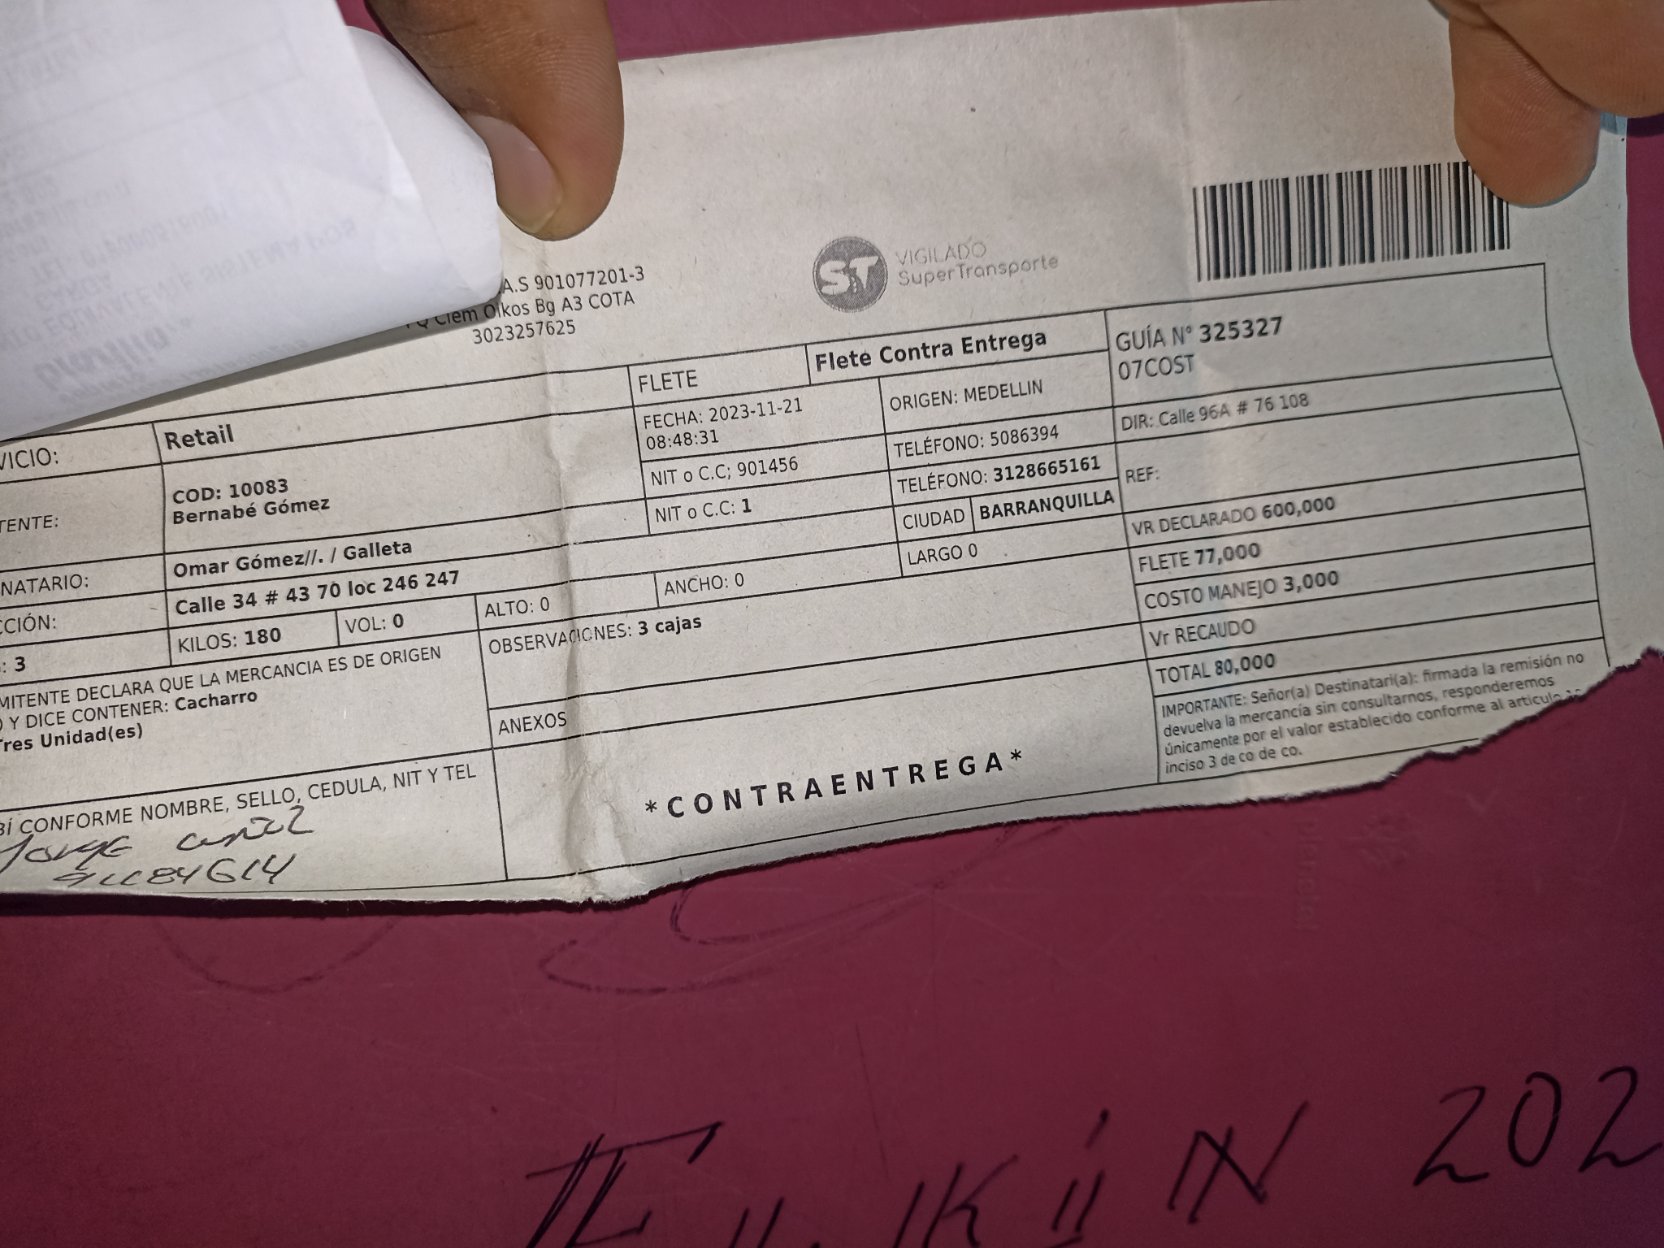 A.S 901077201-3
Clem Oikos Bg A3 COTA
3023257625
VIGILADO
SuperTransporte
ST
VICIO: Retail
FLETE Flete Contra Entrega
GUÍA N° 325327
07COST
TENTE: COD: 10083
Bernabé Gómez
FECHA: 2023-11-21
08:48:31
ORIGEN: MEDELLIN
NIT o C.C; 901456
TELÉFONO: 5086394
DIR: Calle 96A # 76 108
NATARIO: Omar Gómez//. / Galleta
NIT o C.C: 1
TELÉFONO: 3128665161
REF:
CCIÓN: Calle 34 # 43 70 loc 246 247
CIUDAD BARRANQUILLA
VR DECLARADO 600,000
: 3 KILOS: 180 VOL: 0 ALTO: 0 ANCHO: 0 LARGO 0
FLETE 77,000
COSTO MANEJO 3,000
Vr RECAUDO
TOTAL 80,000
MITENTE DECLARA QUE LA MERCANCIA ES DE ORIGEN
O Y DICE CONTENER: Cacharro
Tres Unidad(es)
OBSERVACIONES: 3 cajas
ANEXOS
IMPORTANTE: Señor(a) Destinatari(a): firmada la remisión no
devuelva la mercancía sin consultarnos, responderemos
únicamente por el valor establecido conforme al articulo
inciso 3 de co de co.
BÍ CONFORME NOMBRE, SELLO, CEDULA, NIT Y TEL
Jorge
*CONTRAENTREGA*
202